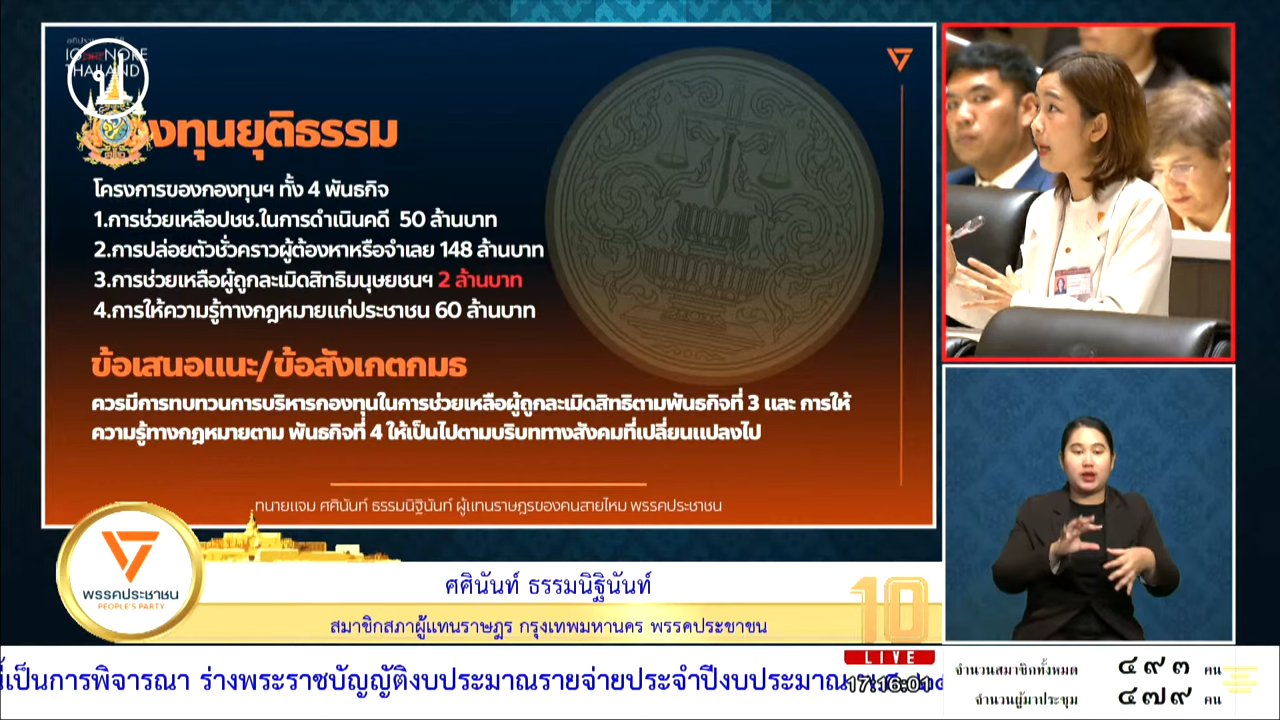 IG NORE
THAILAND
ป
งทุนยุติธรรม
โครงการของกองทุนฯ ทั้ง 4 พันธกิจ
1.การช่วยเหลือปชช.ในการดำเนินคดี 50 ล้านบาท
2.การปล่อยตัวชั่วคราวผู้ต้องหาหรือจำเลย 148 ล้านบาท
3.การช่วยเหลือผู้ถูกละเมิดสิทธิมนุษยชนฯ 2 ล้านบาท
4.การให้ความรู้ทางกฎหมายแก่ประชาชน 60 ล้านบาท
ข้อเสนอแนะ/ข้อสังเกตกมธ
ควรมีการทบทวนการบริหารกองทุนในการช่วยเหลือผู้ถูกละเมิดสิทธิตามพันธกิจที่ 3 และ การให้
ความรู้ทางกฎหมายตาม พันธกิจที่ 4 ให้เป็นไปตามบริบททางสังคมที่เปลี่ยนแปลงไป
ทนายแจม ศศินันท์ ธรรมนิฐินันท์ ผู้แทนราษฎรของคนสายไหม พรรคประชาชน
พรรคประชาชน
PEOPLE'S PARTY
ศศินันท์ ธรรมนิฐินันท์
สมาชิกสภาผู้แทนราษฎร กรุงเทพมหานคร พรรคประชาชน
10
LIVE
17:16:01
นี้เป็นการพิจารณา ร่างพระราชบัญญัติงบประมาณรายจ่ายประจำปีงบประมาณ
จำนวนสมาชิกทั้งหมด ๔๙๓ คน
จำนวนผู้มาประชุม ๔๗๙ คน